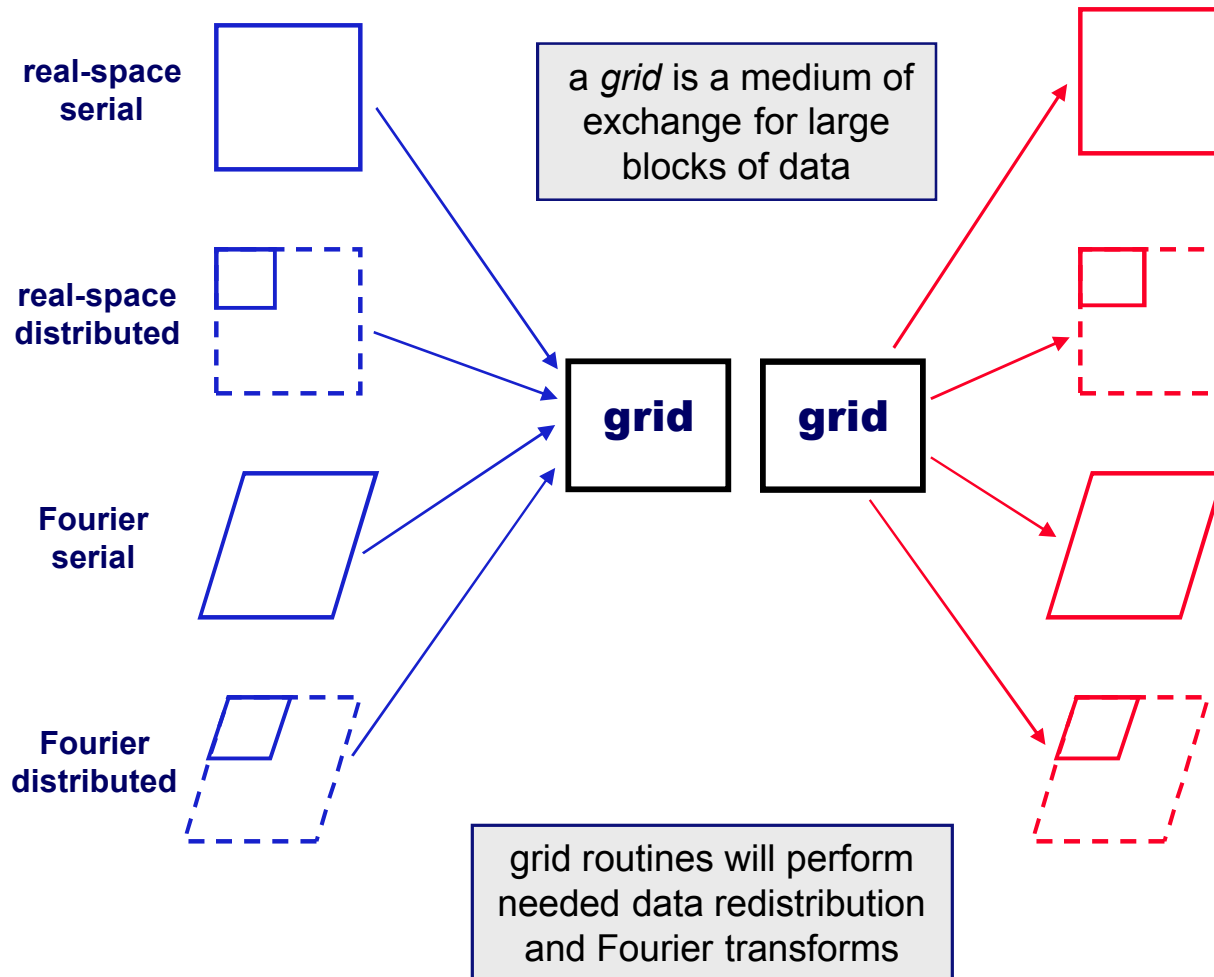 real-space
serial
a grid is a medium of
exchange for large
blocks of data
real-space
distributed
grid
grid
Fourier
serial
Fourier
distributed
grid routines will perform
needed data redistribution
and Fourier transforms